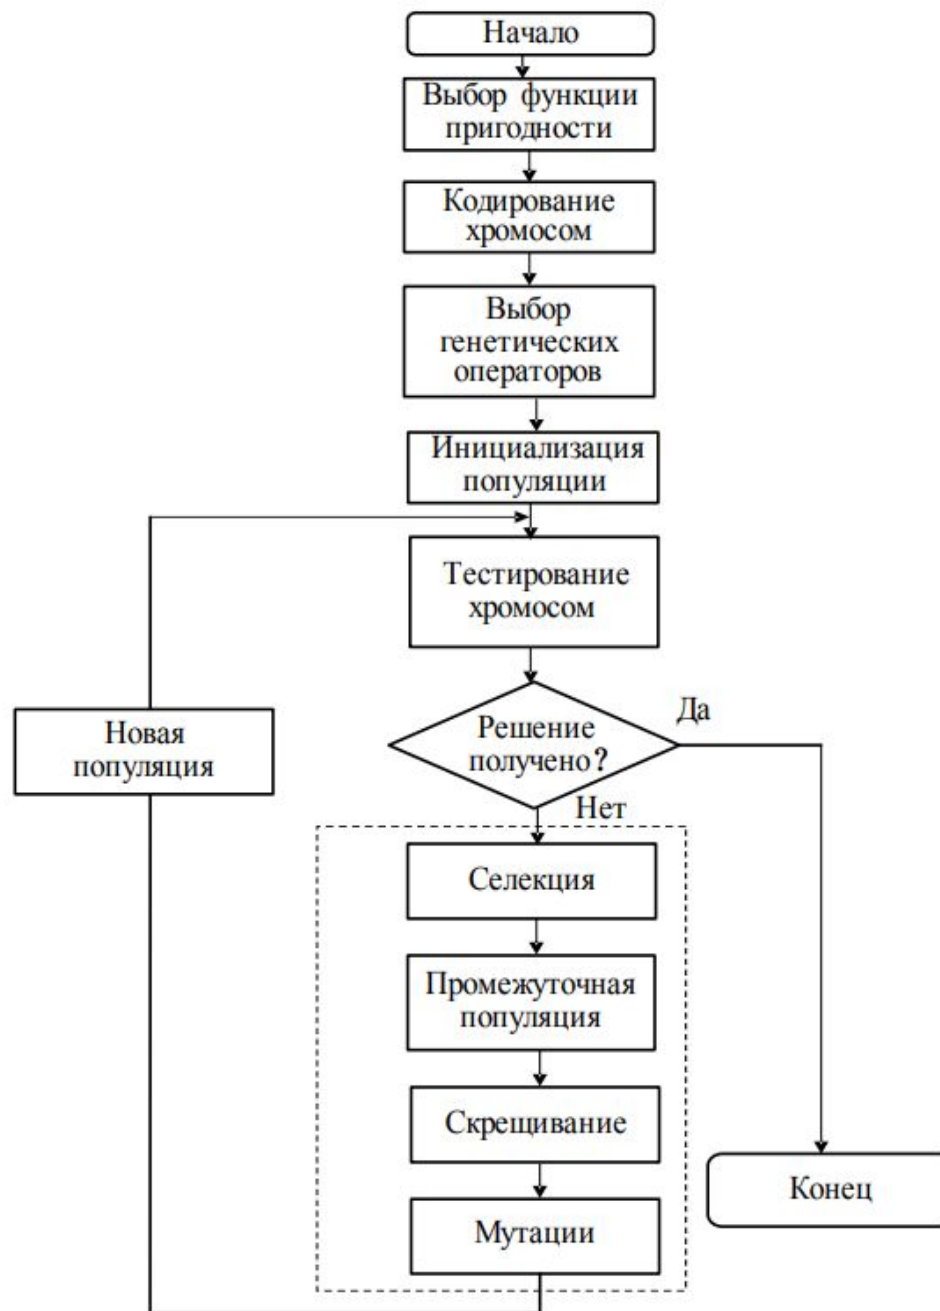 Начало
Выбор функции
пригодности
Кодирование
хромосом
Выбор
генетических
операторов
Инициализация
популяции
Тестирование
хромосом
Решение
получено?
Да
Новая
популяция
Нет
Селекция
Промежуточная
популяция
Скрещивание
Конец
Мутации